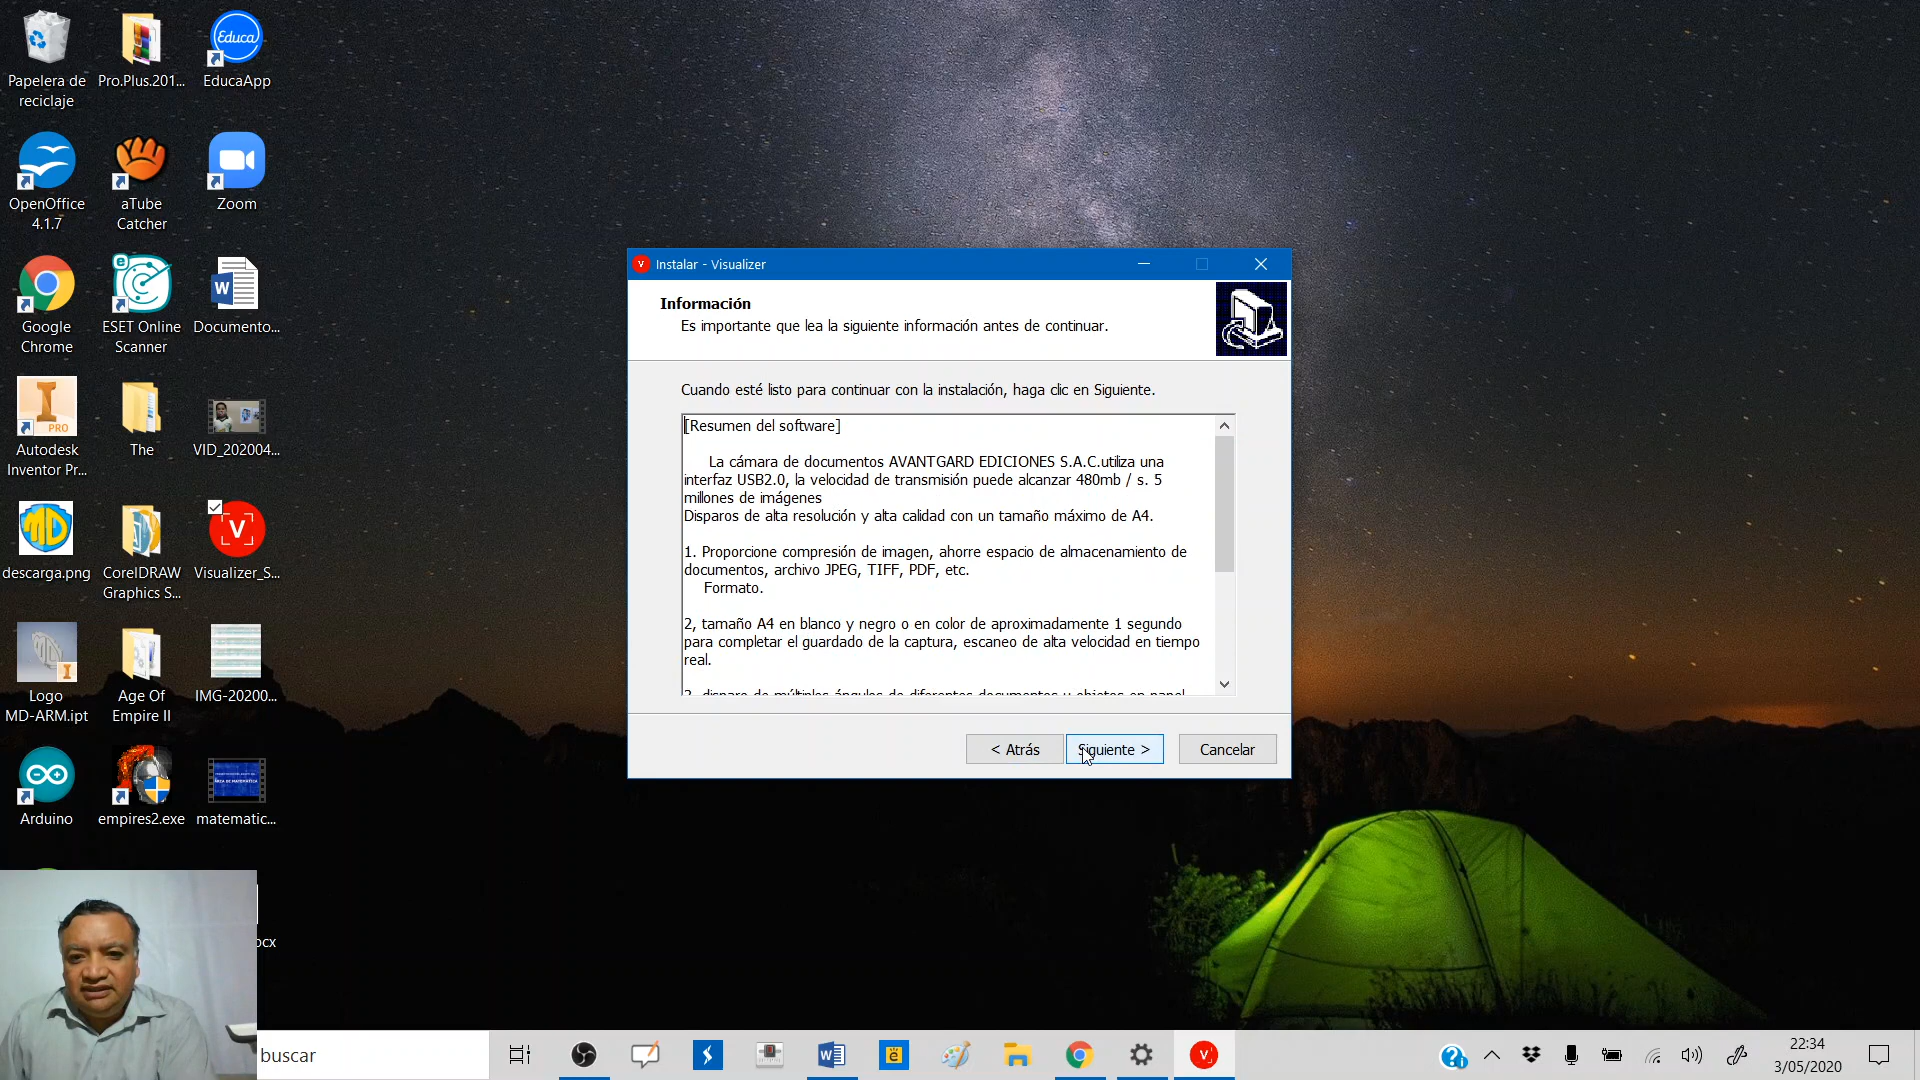 Papelera de
reciclaje
Pro.Plus.201...
Educa
EducaApp
OpenOffice
4.1.7
aTube
Catcher
Zoom
Google
Chrome
ESET Online
Scanner
Documento...
PRO
Autodesk
Inventor Pr...
The
VID_202004...
MD
descarga.png
CorelDRAW
Graphics S...
V
Visualizer_S...
Logo
MD-ARM.ipt
Age Of
Empire II
IMG-20200...
Arduino
empires2.exe
matematic...
ocx
Instalar - Visualizer
Información
Es importante que lea la siguiente información antes de continuar.
Cuando esté listo para continuar con la instalación, haga clic en Siguiente.
[Resumen del software]
La cámara de documentos AVANTGARD EDICIONES S.A.C.utiliza una
interfaz USB2.0, la velocidad de transmisión puede alcanzar 480mb / s. 5
millones de imágenes
Disparos de alta resolución y alta calidad con un tamaño máximo de A4.
1. Proporcione compresión de imagen, ahorre espacio de almacenamiento de
documentos, archivo JPEG, TIFF, PDF, etc.
Formato.
2, tamaño A4 en blanco y negro o en color de aproximadamente 1 segundo
para completar el guardado de la captura, escaneo de alta velocidad en tiempo
real.
3, disparo de múltiples ángulos de diferentes documentos y objetos en papel
< Atrás
Siguiente >
Cancelar
buscar
22:34
3/05/2020